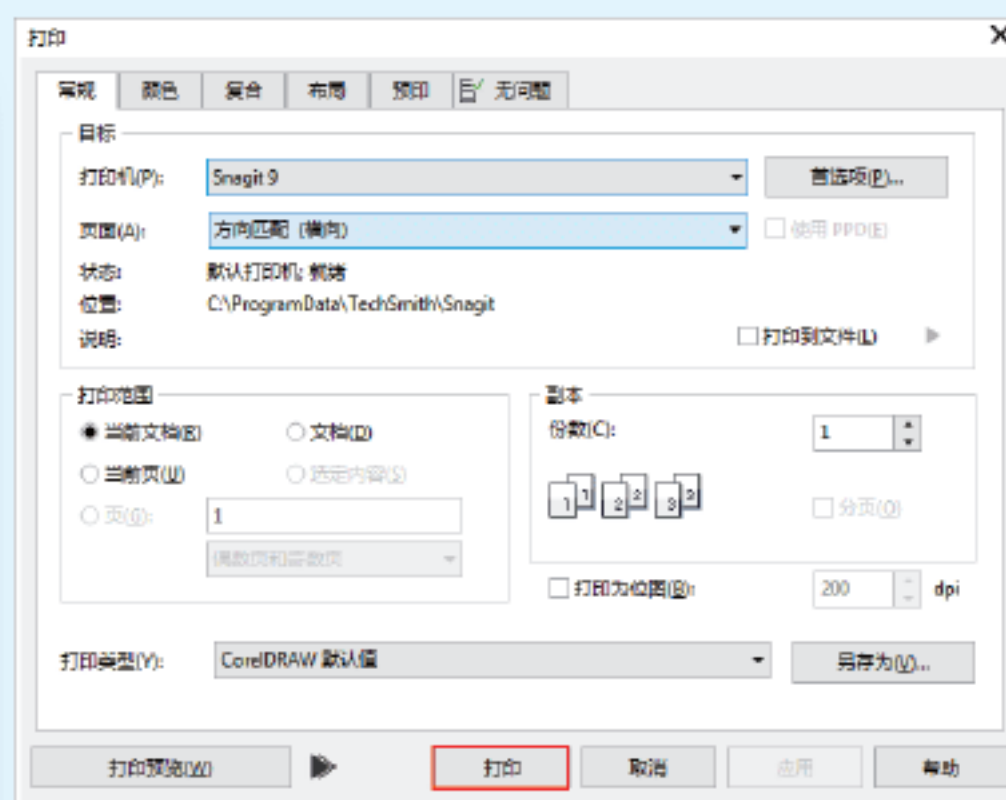 打印
常规 颜色 复合 布局 预印 无问题
目标
打印机(P): Snagit 9 首选项(P)...
页面(A): 方向匹配 (横向) 使用 PPD(E)
状态: 默认打印机; 就绪
位置: C:\ProgramData\TechSmith\Snagit
说明: 打印到文件(L)
打印范围 副本
当前文档(R) 文档(D) 份数(C): 1
当前页(U) 选定内容(S)
1 1 2 2 3 3
页(G): 1 分页(O)
偶数页和奇数页
打印为位图(B): 200 dpi
打印类型(Y): CorelDRAW 默认值 另存为(V)...
打印预览(W) 打印 取消 应用 帮助